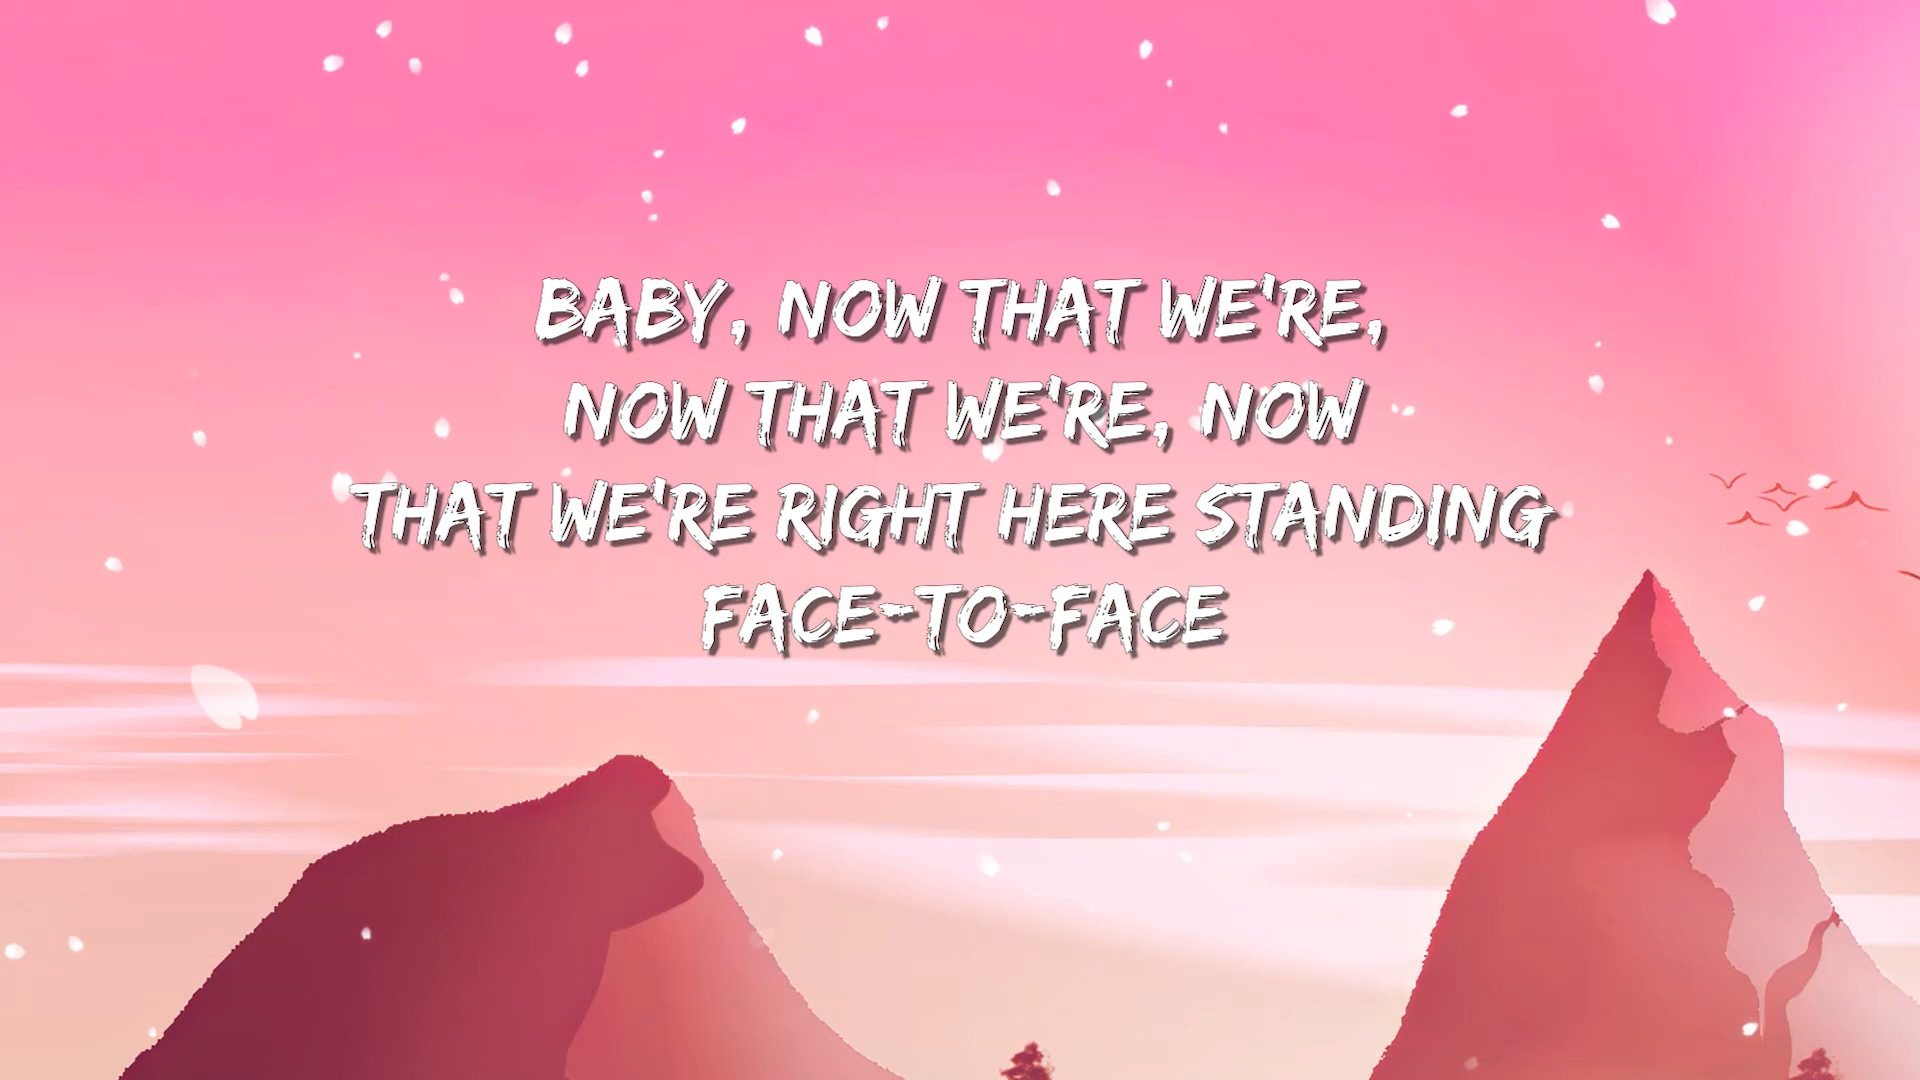 BABY, NOW THAT WE'RE,
NOW THAT WE'RE, NOW
THAT WE'RE RIGHT HERE STANDING
FACE-TO-FACE